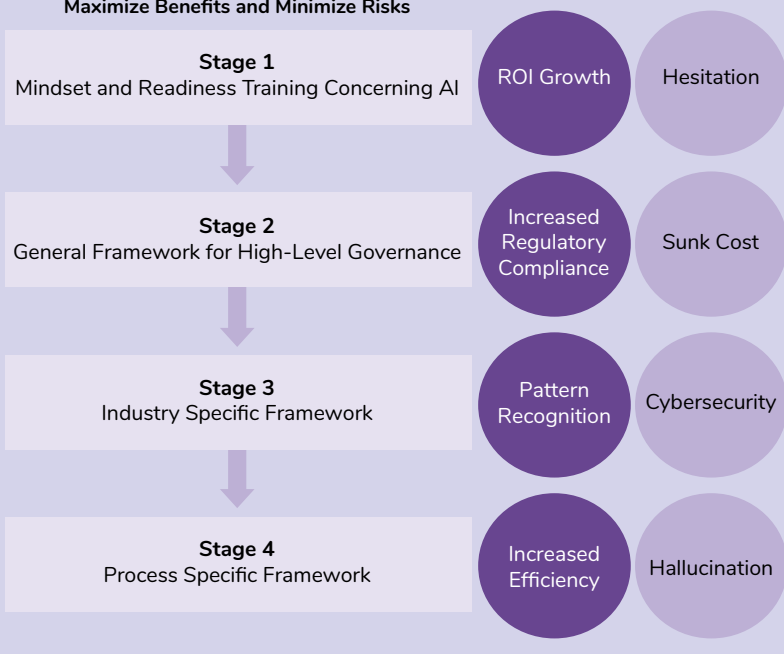 Maximize Benefits and Minimize Risks
Stage 1
Mindset and Readiness Training Concerning AI
ROI Growth
Hesitation
Stage 2
General Framework for High-Level Governance
Increased
Regulatory
Compliance
Sunk Cost
Stage 3
Industry Specific Framework
Pattern
Recognition
Cybersecurity
Stage 4
Process Specific Framework
Increased
Efficiency
Hallucination